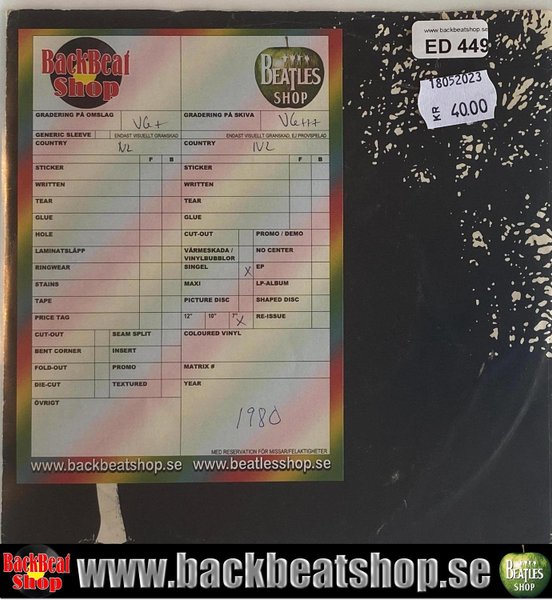 BackBeat
Shop
BEATLES
SHOP
www.backbeatshop.se
ED 449
18052023
KR 40.00
GRADERING PÅ OMSLAG VG+
GRADERING PÅ SKIVA VG++
GENERIC SLEEVE ENDAST VISUELLT GRANSKAD
ENDAST VISUELLT GRANSKAD, EJ PROVSPELAD
COUNTRY NL
COUNTRY NL
F B
F B
STICKER
STICKER
WRITTEN
WRITTEN
TEAR
TEAR
GLUE
GLUE
HOLE
CUT-OUT PROMO / DEMO
LAMINATSLÄPP
VÄRMESKADA / VINYLBUBBLOR NO CENTER
RINGWEAR
SINGEL X EP
STAINS
MAXI LP-ALBUM
TAPE
PICTURE DISC SHAPED DISC
PRICE TAG
12" 10" 7" X RE-ISSUE
CUT-OUT SEAM SPLIT
COLOURED VINYL
BENT CORNER INSERT
FOLD-OUT PROMO
MATRIX #
DIE-CUT TEXTURED
YEAR
ÖVRIGT
1980
MED RESERVATION FÖR MISSAR/FELAKTIGHETER
www.backbeatshop.se www.beatlesshop.se
BackBeat
Shop
www.backbeatshop.se
BEATLES
SHOP